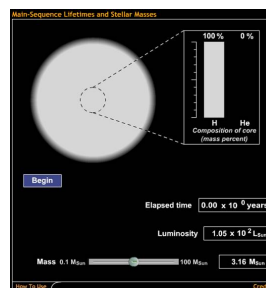 Main-Sequence Lifetimes and Stellar Masses
100 % 0 %
H He
Composition of core
(mass percent)
Begin
Elapsed time 0.00 x 10 0 years
Luminosity 1.05 x 10 2 LSun
Mass 0.1 MSun 100 MSun 3.16 MSun
How To Use Cred